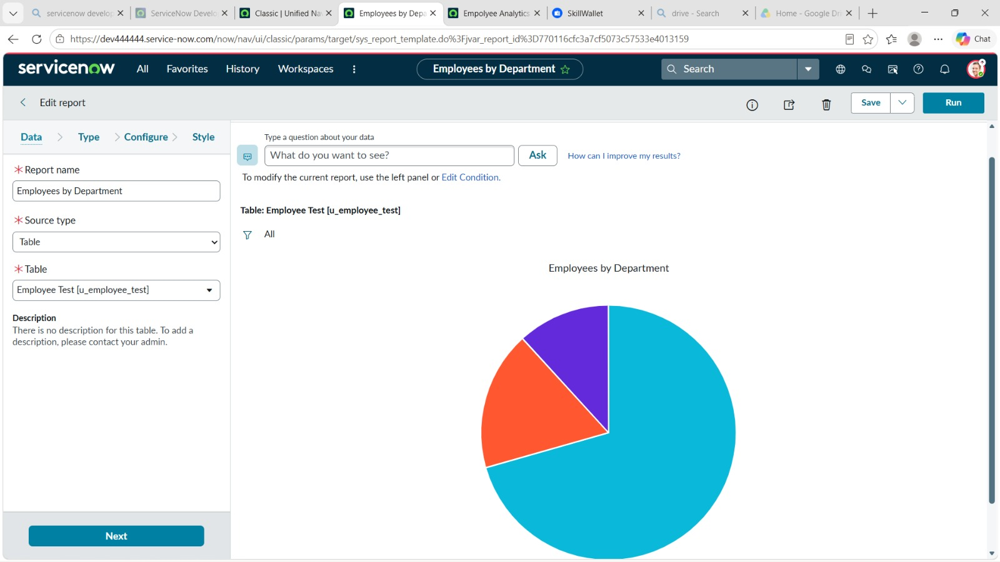 servicenow develop
ServiceNow Develo
Classic | Unified Na
Employees by Depa
Empolyee Analytics
SkillWallet
drive - Search
Home - Google Dri
https://dev444444.service-now.com/now/nav/ui/classic/params/target/sys_report_template.do%3Fjvar_report_id%3D770116cfc3a7cf5073c57533e4013159
Chat
servicenow
All
Favorites
History
Workspaces
Employees by Department
Search
Edit report
Save
Run
Data
Type
Configure
Style
Type a question about your data
What do you want to see?
Ask
How can I improve my results?
To modify the current report, use the left panel or Edit Condition.
* Report name
Employees by Department
* Source type
Table
* Table
Employee Test [u_employee_test]
Description
There is no description for this table. To add a
description, please contact your admin.
Table: Employee Test [u_employee_test]
All
Employees by Department
Next